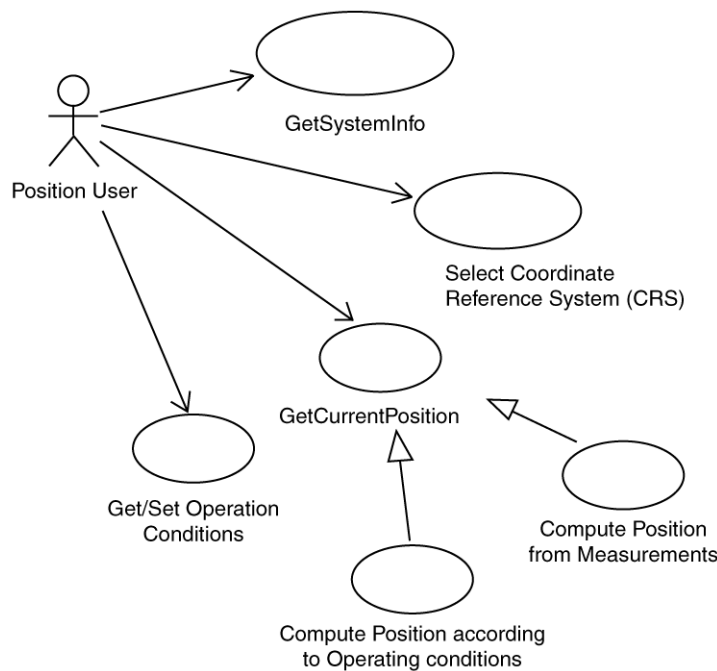 GetSystemInfo
Position User
Select Coordinate
Reference System (CRS)
GetCurrentPosition
Get/Set Operation
Conditions
Compute Position
from Measurements
Compute Position according
to Operating conditions